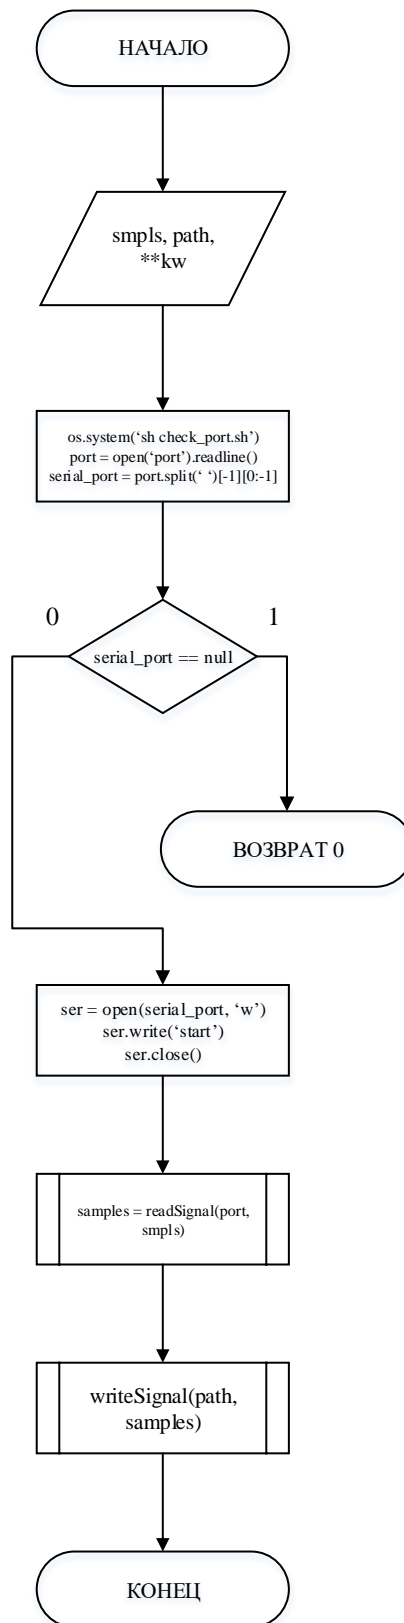 НАЧАЛО
smpls, path,
**kw
os.system(‘sh check_port.sh’)
port = open(‘port’).readline()
serial_port = port.split(‘ ‘)[-1][0:-1]
0
1
serial_port == null
ВОЗВРАТ 0
ser = open(serial_port, ‘w’)
ser.write(‘start’)
ser.close()
samples = readSignal(port,
smpls)
writeSignal(path,
samples)
КОНЕЦ